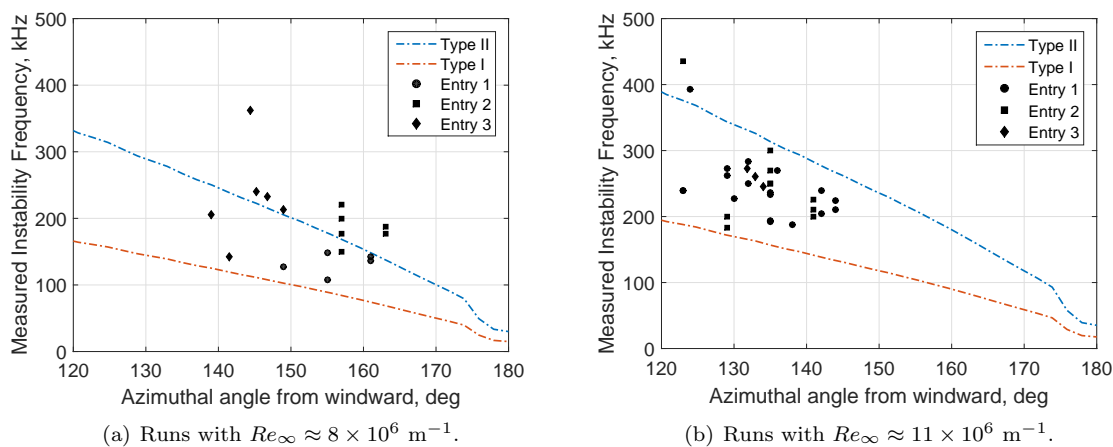 Measured Instability Frequency, kHz
500
400
300
200
100
0
Type II
Type I
Entry 1
Entry 2
Entry 3
120 130 140 150 160 170 180
Azimuthal angle from windward, deg
(a) Runs with Re∞ ≈ 8 × 10⁶ m⁻¹.
Measured Instability Frequency, kHz
500
400
300
200
100
0
Type II
Type I
Entry 1
Entry 2
Entry 3
120 130 140 150 160 170 180
Azimuthal angle from windward, deg
(b) Runs with Re∞ ≈ 11 × 10⁶ m⁻¹.